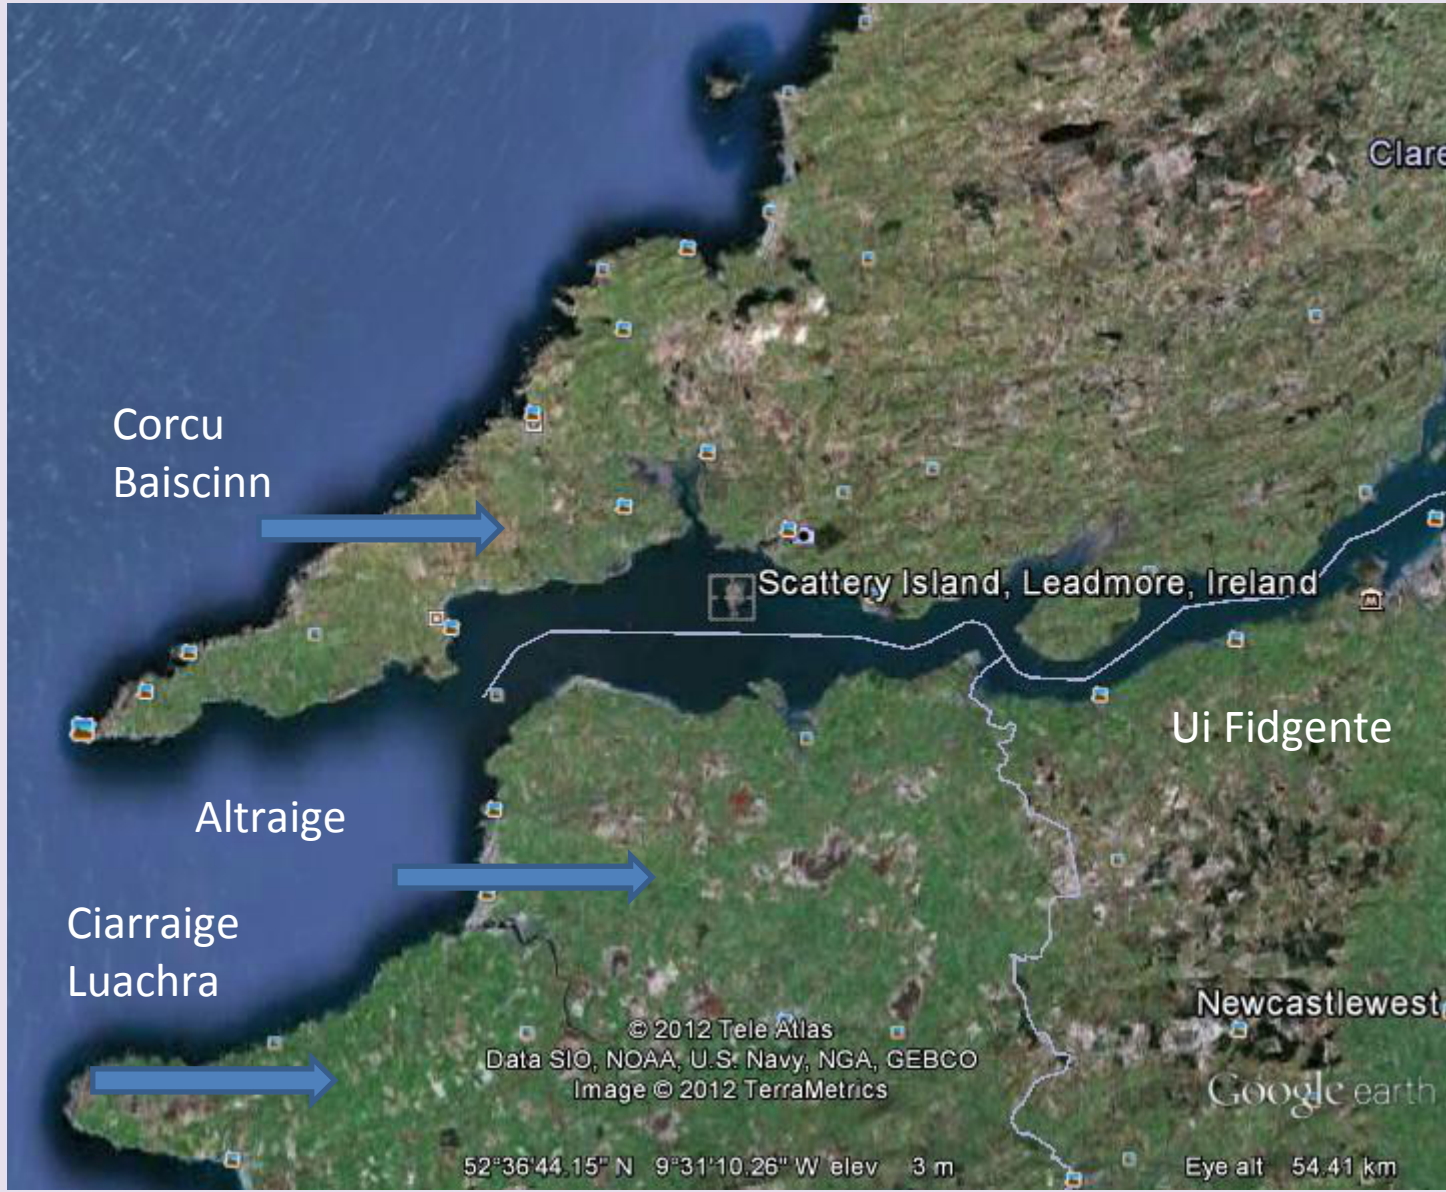 Clare
Corcu
Baiscinn
Scattery Island, Leadmore, Ireland
Ui Fidgente
Altraige
Ciarraige
Luachra
Newcastlewest
© 2012 Tele Atlas
Data SIO, NOAA, U.S. Navy, NGA, GEBCO
Image © 2012 TerraMetrics
Google earth
52°36'44.15" N 9°31'10.26" W elev 3 m
Eye alt 54.41 km